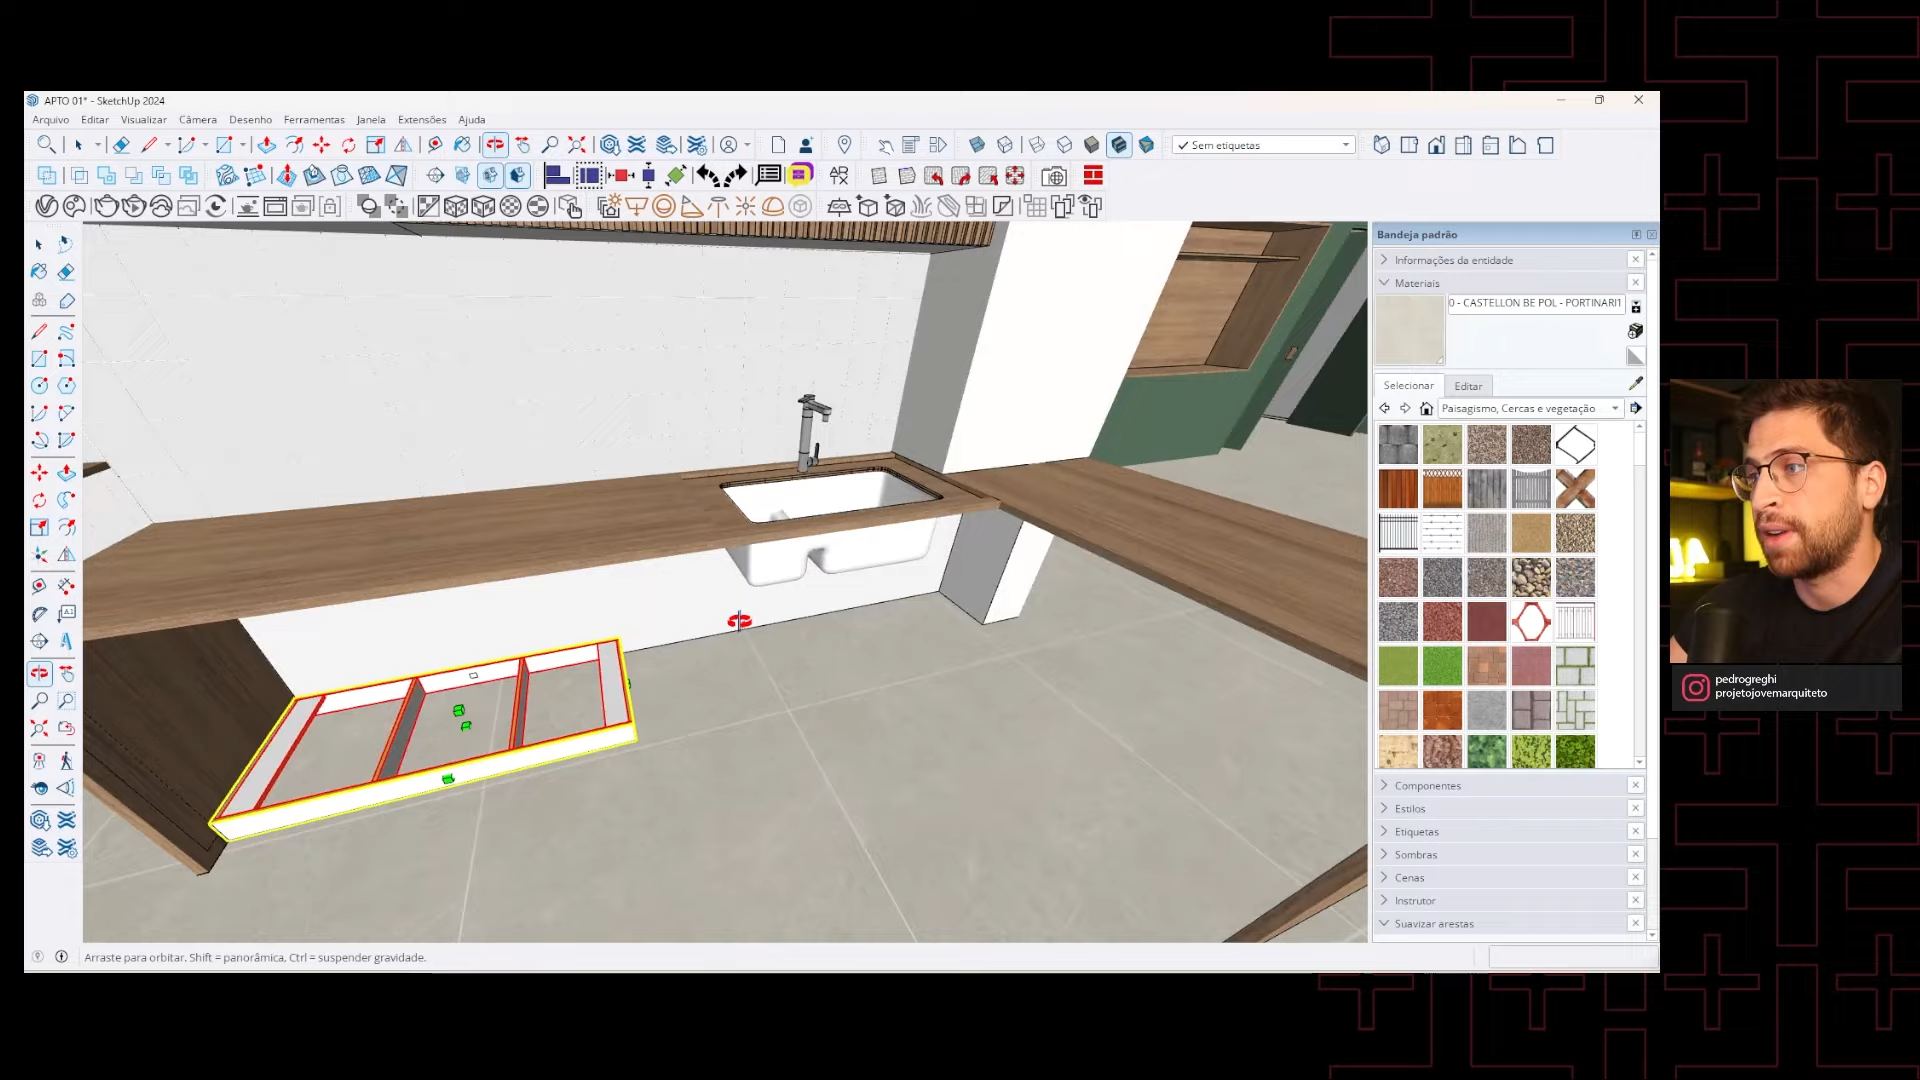 APTO 01* - SketchUp 2024
Arquivo Editar Visualizar Câmera Desenho Ferramentas Janela Extensões Ajuda
Sem etiquetas
AR
Bandeja padrão
Informações da entidade
Materiais
0 - CASTELLON BE POL - PORTINARI1
Selecionar Editar
Paisagismo, Cercas e vegetação
Componentes
Estilos
Etiquetas
Sombras
Cenas
Instrutor
Suavizar arestas
Arraste para orbitar. Shift = panorâmica, Ctrl = suspender gravidade.
pedrogreghi
projetojovemarquiteto